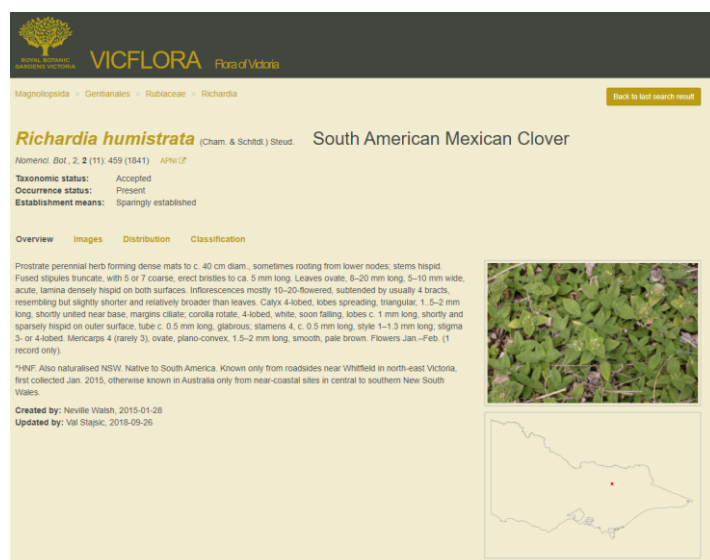 ROYAL BOTANIC
GARDENS VICTORIA
VICFLORA Flora of Victoria
Magnoliopsida » Gentianales » Rubiaceae » Richardia
Back to last search result
Richardia humistrata (Cham. & Schltdl.) Steud. South American Mexican Clover
Nomencl. Bot., 2, 2 (11): 459 (1841) APNI
Taxonomic status: Accepted
Occurrence status: Present
Establishment means: Sparingly established
Overview Images Distribution Classification
Prostrate perennial herb forming dense mats to c. 40 cm diam., sometimes rooting from lower nodes; stems hispid.
Fused stipules truncate, with 5 or 7 coarse, erect bristles to ca. 5 mm long. Leaves ovate, 8–20 mm long, 5–10 mm wide,
acute, lamina densely hispid on both surfaces. Inflorescences mostly 10–20-flowered, subtended by usually 4 bracts,
resembling but slightly shorter and relatively broader than leaves. Calyx 4-lobed, lobes spreading, triangular, 1..5–2 mm
long, shortly united near base, margins ciliate; corolla rotate, 4-lobed, white, soon falling, lobes c. 1 mm long, shortly and
sparsely hispid on outer surface, tube c. 0.5 mm long, glabrous; stamens 4, c. 0.5 mm long, style 1–1.3 mm long; stigma
3- or 4-lobed. Mericarps 4 (rarely 3), ovate, plano-convex, 1.5–2 mm long, smooth, pale brown. Flowers Jan.–Feb. (1
record only).
*HNF. Also naturalised NSW. Native to South America. Known only from roadsides near Whitfield in north-east Victoria,
first collected Jan. 2015, otherwise known in Australia only from near-coastal sites in central to southern New South
Wales.
Created by: Neville Walsh, 2015-01-28
Updated by: Val Stajsic, 2018-09-26